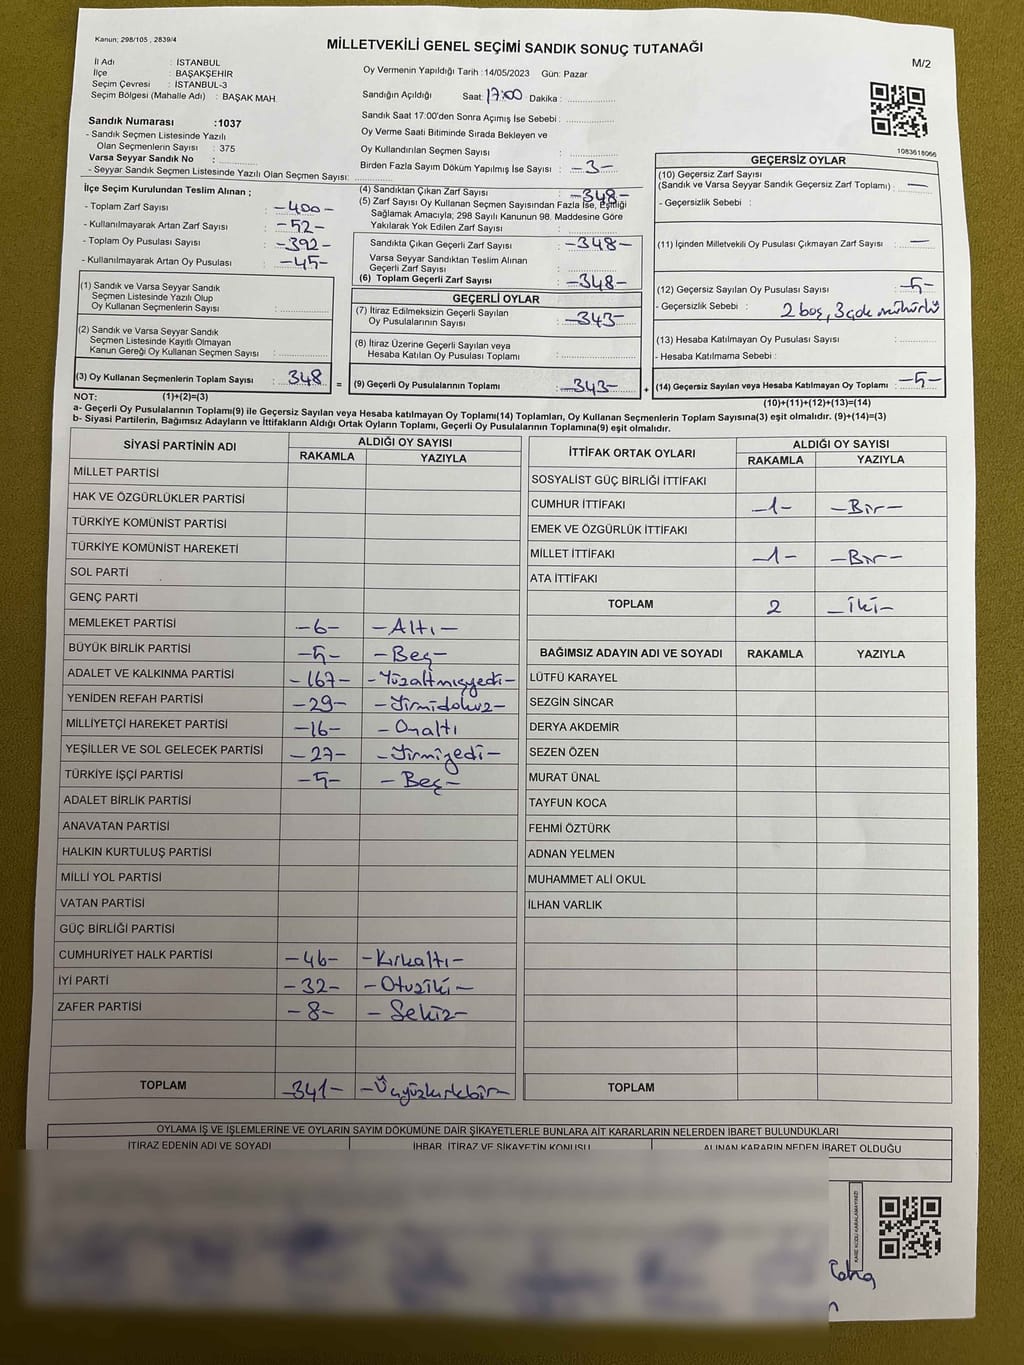 Kanun; 298/105 , 2839/4
MİLLETVEKİLİ GENEL SEÇİMİ SANDIK SONUÇ TUTANAĞI
M/2
İl Adı : İSTANBUL
İlçe : BAŞAKŞEHİR
Seçim Çevresi : İSTANBUL-3
Seçim Bölgesi (Mahalle Adı) : BAŞAK MAH.
Sandık Numarası :1037
- Sandık Seçmen Listesinde Yazılı
Olan Seçmenlerin Sayısı : 375
Varsa Seyyar Sandık No :
- Seyyar Sandık Seçmen Listesinde Yazılı Olan Seçmen Sayısı:
Oy Vermenin Yapıldığı Tarih :14/05/2023 Gün: Pazar
Sandığın Açıldığı Saat: 17:00 Dakika :
Sandık Saat 17:00'den Sonra Açılmış İse Sebebi :
Oy Verme Saati Bitiminde Sırada Bekleyen ve
Oy Kullandırılan Seçmen Sayısı :
Birden Fazla Sayım Döküm Yapılmış İse Sayısı : -3-
1083618066
İlçe Seçim Kurulundan Teslim Alınan ;
- Toplam Zarf Sayısı : -400-
- Kullanılmayarak Artan Zarf Sayısı : -52-
- Toplam Oy Pusulası Sayısı : -392-
- Kullanılmayarak Artan Oy Pusulası : -45-
(1) Sandık ve Varsa Seyyar Sandık
Seçmen Listesinde Yazılı Olup
Oy Kullanan Seçmenlerin Sayısı :
(2) Sandık ve Varsa Seyyar Sandık
Seçmen Listesinde Kayıtlı Olmayan
Kanun Gereği Oy Kullanan Seçmen Sayısı :
(3) Oy Kullanan Seçmenlerin Toplam Sayısı : 348 =
(1)+(2)=(3)
(4) Sandıktan Çıkan Zarf Sayısı : -348-
(5) Zarf Sayısı Oy Kullanan Seçmen Sayısından Fazla İse, Eşitliği
Sağlamak Amacıyla; 298 Sayılı Kanunun 98. Maddesine Göre
Yakılarak Yok Edilen Zarf Sayısı :
Sandıkta Çıkan Geçerli Zarf Sayısı : -348-
Varsa Seyyar Sandıktan Teslim Alınan
Geçerli Zarf Sayısı :
(6) Toplam Geçerli Zarf Sayısı : -348-
GEÇERLİ OYLAR
(7) İtiraz Edilmeksizin Geçerli Sayılan
Oy Pusulalarının Sayısı : -343-
(8) İtiraz Üzerine Geçerli Sayılan veya
Hesaba Katılan Oy Pusulası Toplamı :
(9) Geçerli Oy Pusulalarının Toplamı : -343- +
GEÇERSİZ OYLAR
(10) Geçersiz Zarf Sayısı
(Sandık ve Varsa Seyyar Sandık Geçersiz Zarf Toplamı) : —
- Geçersizlik Sebebi :
(11) İçinden Milletvekili Oy Pusulası Çıkmayan Zarf Sayısı : —
(12) Geçersiz Sayılan Oy Pusulası Sayısı : -5-
- Geçersizlik Sebebi : 2 boş, 3 çok mühürlü
(13) Hesaba Katılmayan Oy Pusulası Sayısı :
- Hesaba Katılmama Sebebi :
(14) Geçersiz Sayılan veya Hesaba Katılmayan Oy Toplamı : -5-
(10)+(11)+(12)+(13)=(14)
NOT:
a- Geçerli Oy Pusulalarının Toplamı(9) ile Geçersiz Sayılan veya Hesaba katılmayan Oy Toplamı(14) Toplamları, Oy Kullanan Seçmenlerin Toplam Sayısına(3) eşit olmalıdır. (9)+(14)=(3)
b- Siyasi Partilerin, Bağımsız Adayların ve İttifakların Aldığı Ortak Oyların Toplamı, Geçerli Oy Pusulalarının Toplamına(9) eşit olmalıdır.
SİYASİ PARTİNİN ADI ALDIĞI OY SAYISI
RAKAMLA YAZIYLA
MİLLET PARTİSİ
HAK VE ÖZGÜRLÜKLER PARTİSİ
TÜRKİYE KOMÜNİST PARTİSİ
TÜRKİYE KOMÜNİST HAREKETİ
SOL PARTİ
GENÇ PARTİ
MEMLEKET PARTİSİ -6- -Altı-
BÜYÜK BİRLİK PARTİSİ -5- -Beş-
ADALET VE KALKINMA PARTİSİ -167- -Yüzaltmışyedi-
YENİDEN REFAH PARTİSİ -29- -Yirmidokuz-
MİLLİYETÇİ HAREKET PARTİSİ -16- -Onaltı
YEŞİLLER VE SOL GELECEK PARTİSİ -27- -Yirmiyedi-
TÜRKİYE İŞÇİ PARTİSİ -5- -Beş-
ADALET BİRLİK PARTİSİ
ANAVATAN PARTİSİ
HALKIN KURTULUŞ PARTİSİ
MİLLİ YOL PARTİSİ
VATAN PARTİSİ
GÜÇ BİRLİĞİ PARTİSİ
CUMHURİYET HALK PARTİSİ -46- -Kırkaltı-
İYİ PARTİ -32- -Otuziki-
ZAFER PARTİSİ -8- -Sekiz-
TOPLAM -341- -Üçyüzkırkbir-
İTTİFAK ORTAK OYLARI ALDIĞI OY SAYISI
RAKAMLA YAZIYLA
SOSYALİST GÜÇ BİRLİĞİ İTTİFAKI
CUMHUR İTTİFAKI -1- -Bir-
EMEK VE ÖZGÜRLÜK İTTİFAKI
MİLLET İTTİFAKI -1- -Bir-
ATA İTTİFAKI
TOPLAM 2 -İki-
BAĞIMSIZ ADAYIN ADI VE SOYADI RAKAMLA YAZIYLA
LÜTFÜ KARAYEL
SEZGİN SİNCAR
DERYA AKDEMİR
SEZEN ÖZEN
MURAT ÜNAL
TAYFUN KOCA
FEHMİ ÖZTÜRK
ADNAN YELMEN
MUHAMMET ALİ OKUL
İLHAN VARLIK
TOPLAM
OYLAMA İŞ VE İŞLEMLERİNE VE OYLARIN SAYIM DÖKÜMÜNE DAİR ŞİKAYETLERLE BUNLARA AİT KARARLARIN NELERDEN İBARET BULUNDUKLARI
İTİRAZ EDENİN ADI VE SOYADI İHBAR, İTİRAZ VE ŞİKAYETİN KONUSU ALINAN KARARIN NEDEN İBARET OLDUĞU
KARE KODU KARALAMAYINIZ!